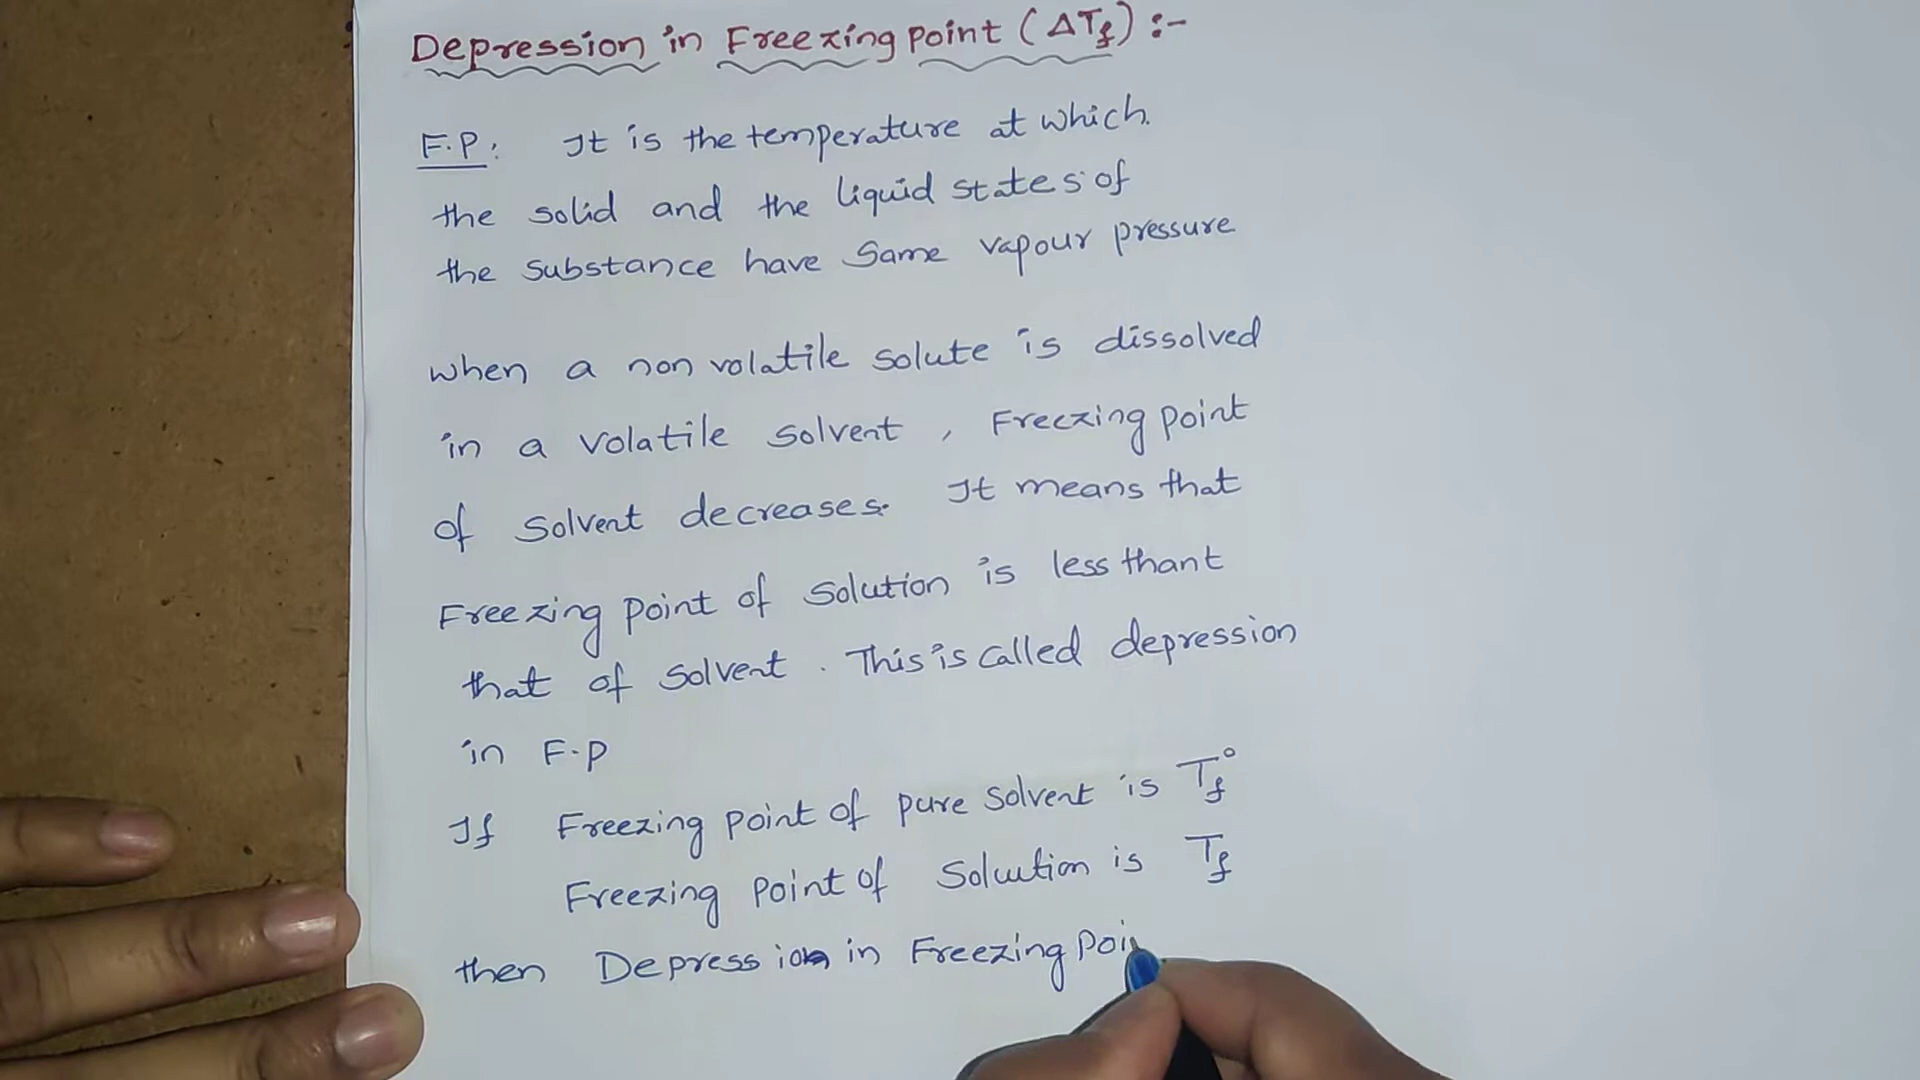 Depression in Freezing point (ΔTf) :-
F.P: It is the temperature at which
the solid and the liquid states of
the substance have same vapour pressure
when a non volatile solute is dissolved
in a volatile solvent, Freezing point
of solvent decreases. It means that
Freezing point of solution is less thant
that of solvent. This is called depression
in F.P
If Freezing point of pure solvent is Tf°
Freezing point of Soluution is Tf
then Depression in Freezing Poi